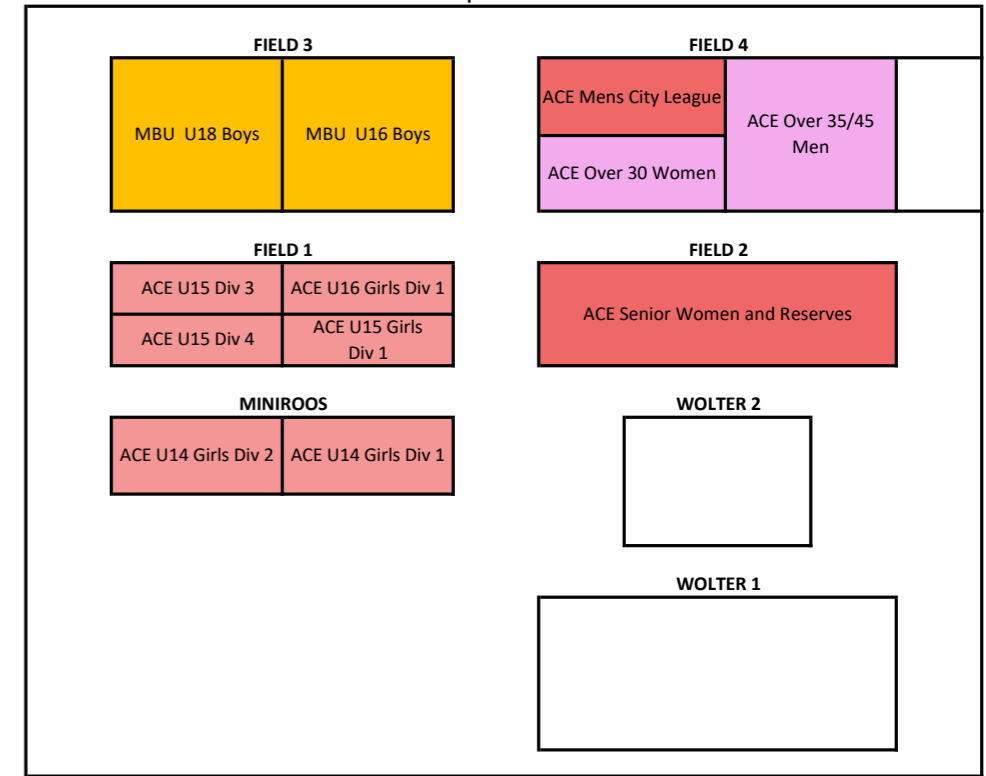 FIELD 3
FIELD 4
MBU  U18 Boys
MBU  U16 Boys
ACE Mens City League
ACE Over 35/45
Men
ACE Over 30 Women
FIELD 1
FIELD 2
ACE U15 Div 3
ACE U16 Girls Div 1
ACE U15 Div 4
ACE U15 Girls
Div 1
ACE Senior Women and Reserves
MINIROOS
WOLTER 2
ACE U14 Girls Div 2
ACE U14 Girls Div 1
WOLTER 1